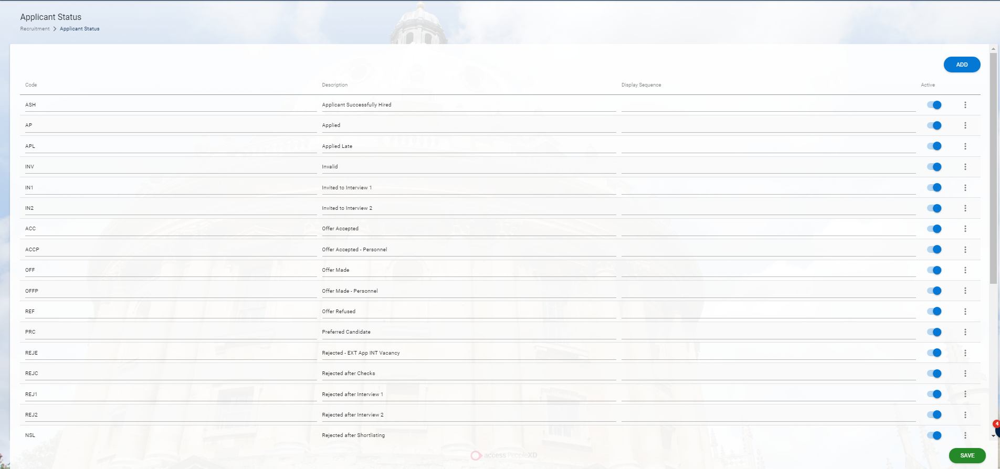 Applicant Status
Recruitment > Applicant Status
ADD
Code Description Display Sequence Active
ASH Applicant Successfully Hired
AP Applied
APL Applied Late
INV Invalid
IN1 Invited to Interview 1
IN2 Invited to Interview 2
ACC Offer Accepted
ACCP Offer Accepted - Personnel
OFF Offer Made
OFFP Offer Made - Personnel
REF Offer Refused
PRC Preferred Candidate
REJE Rejected - EXT App INT Vacancy
REJC Rejected after Checks
REJ1 Rejected after Interview 1
REJ2 Rejected after Interview 2
4
NSL Rejected after Shortlisting
access PeopleXD
SAVE